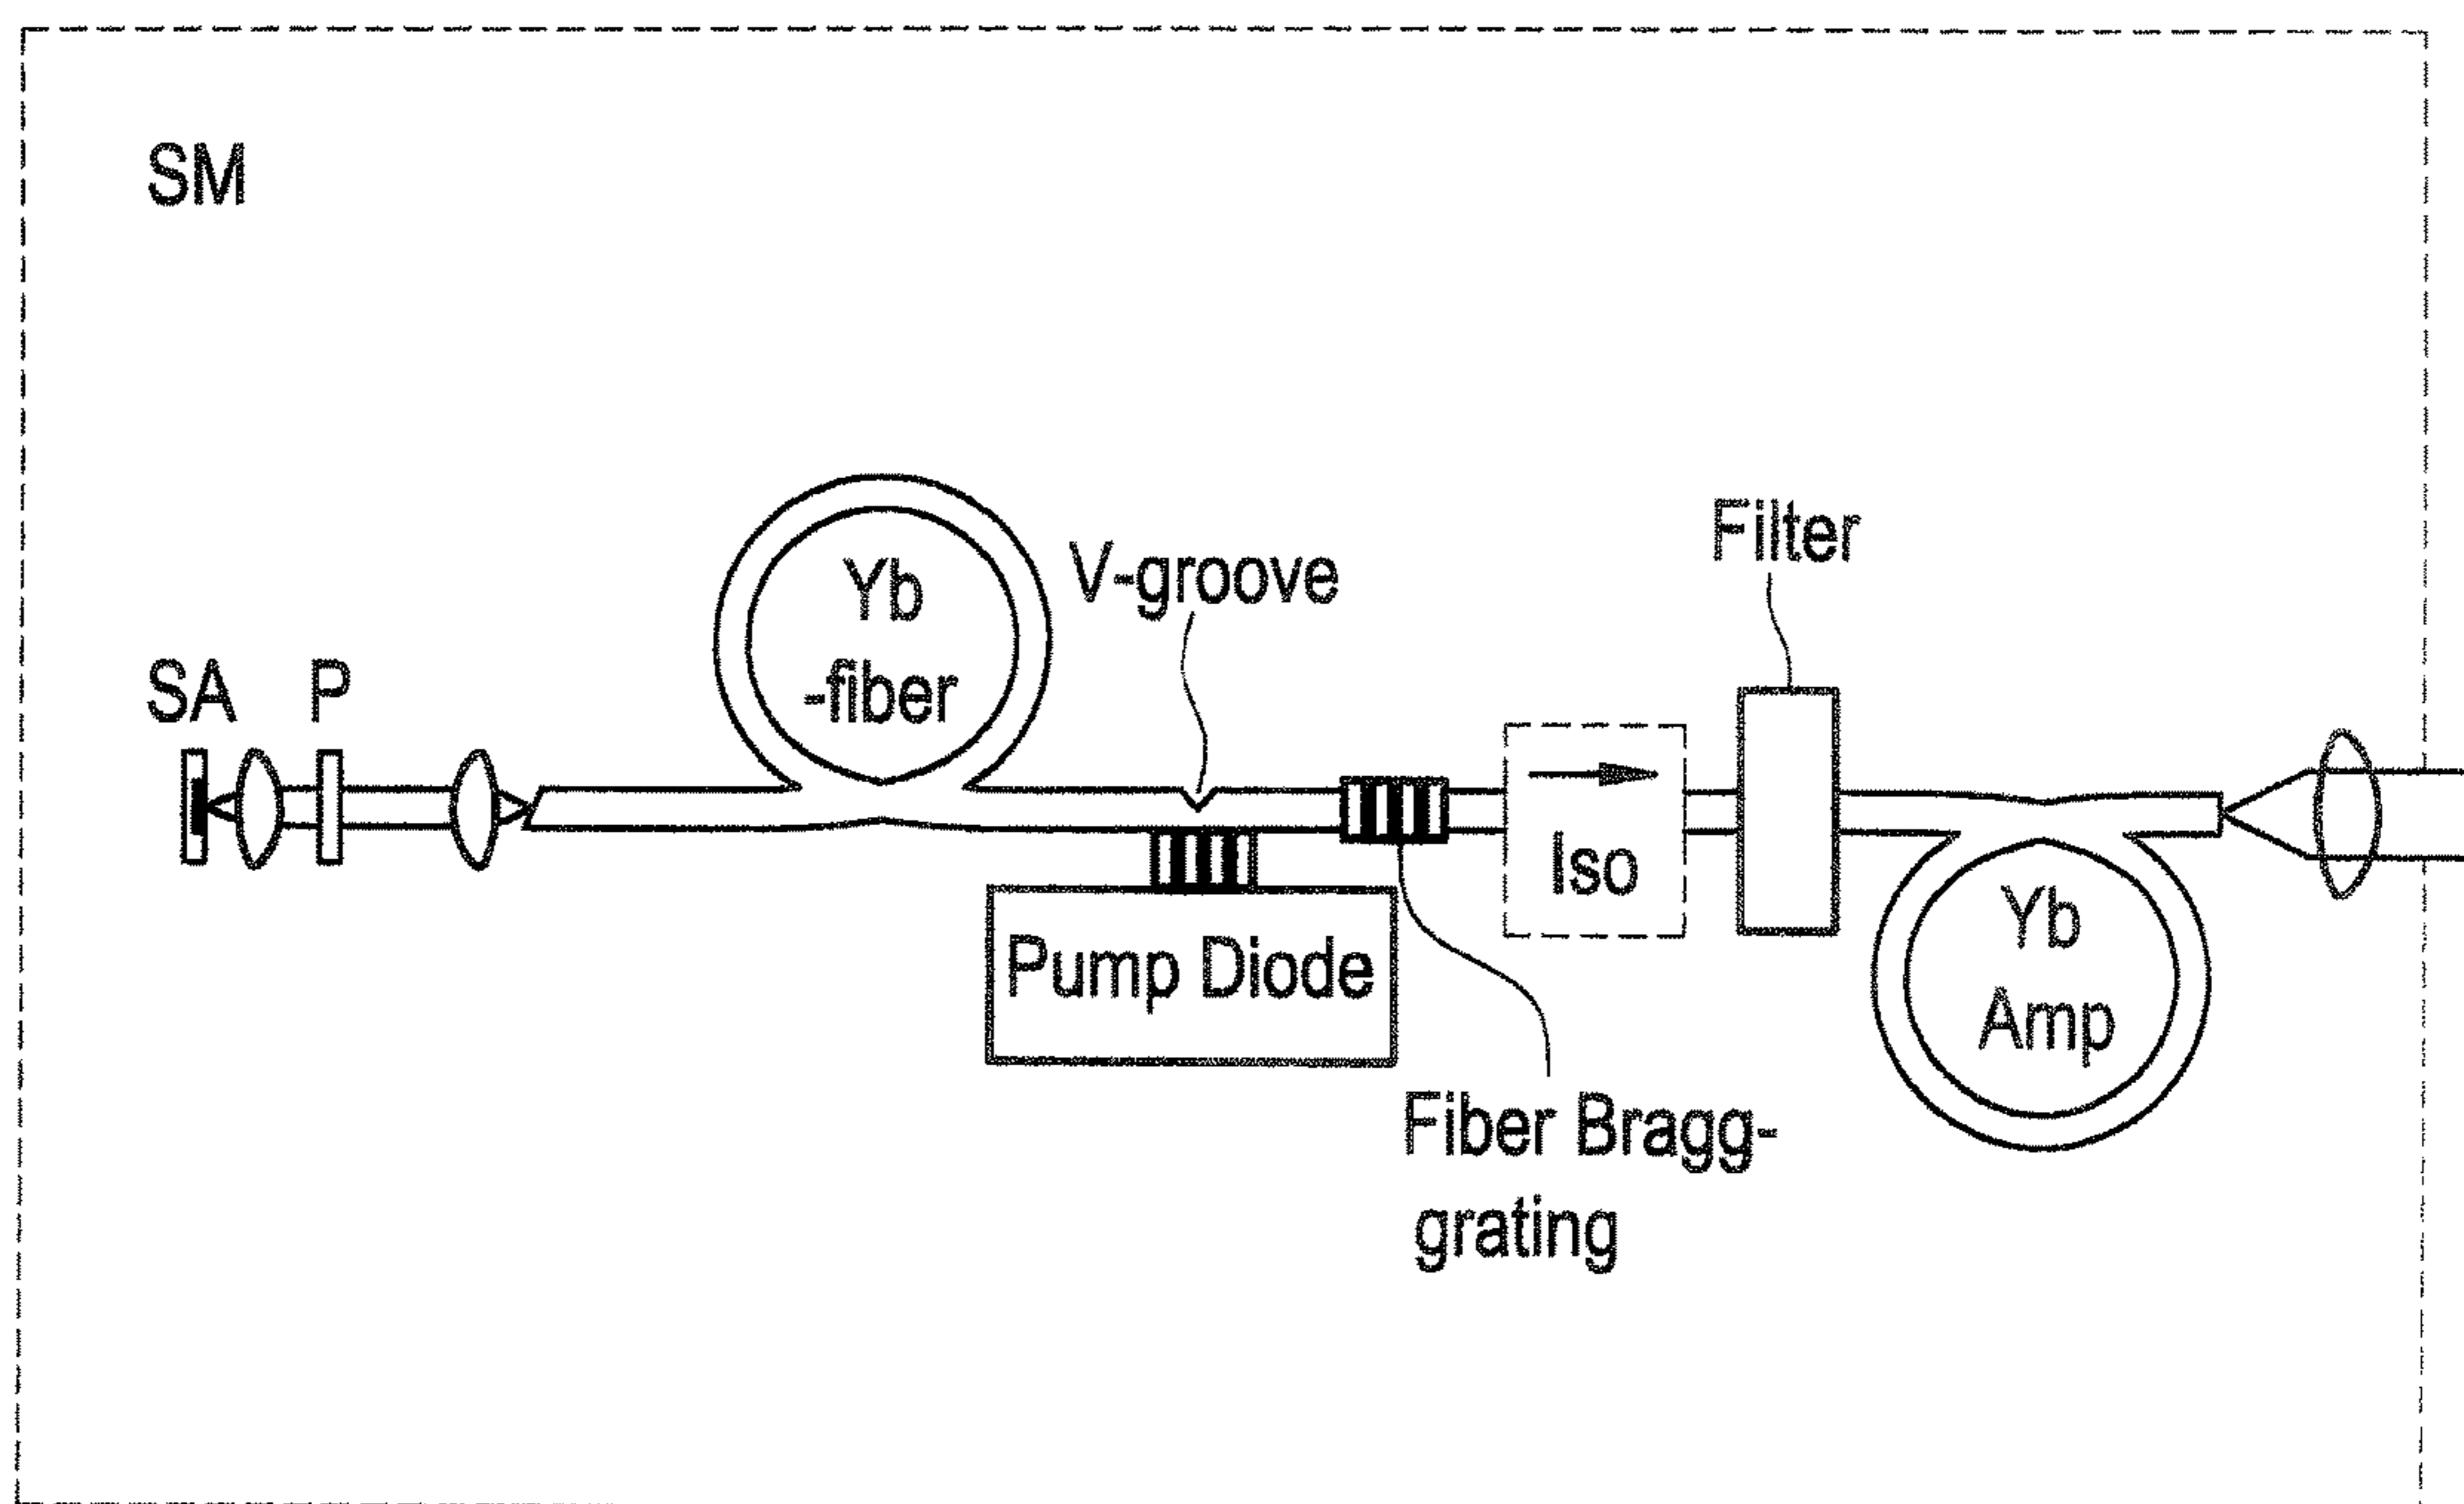 SM
Yb
-fiber
V-groove
Filter
SA
P
Iso
Pump Diode
Yb
Amp
Fiber Bragg-
grating